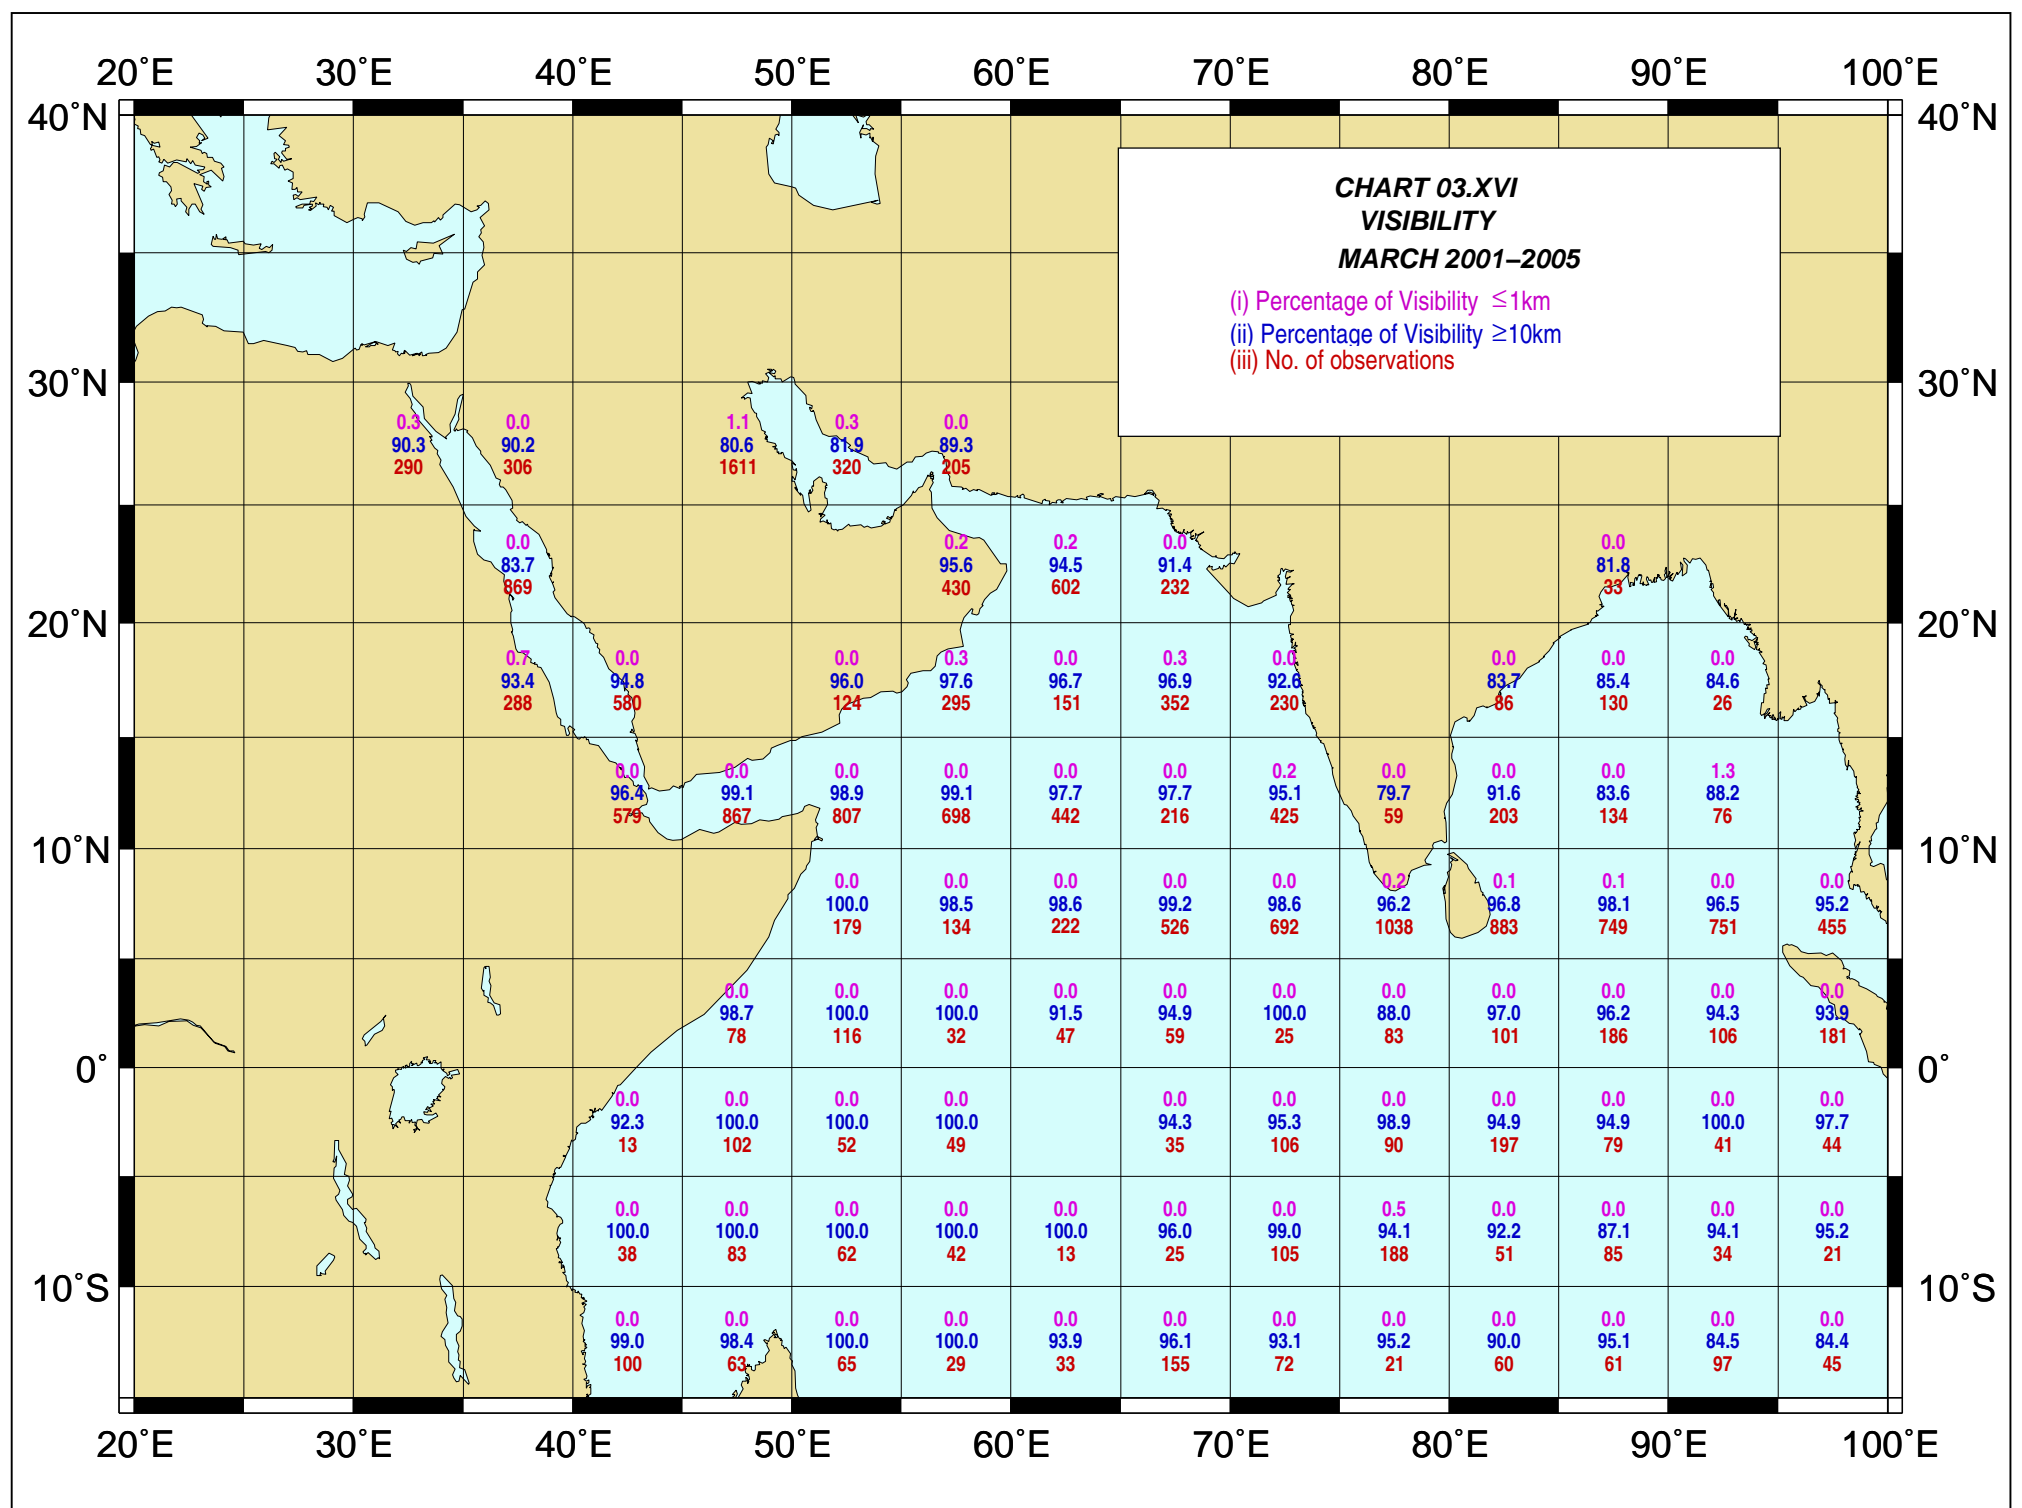 20˚E 30˚E 40˚E 50˚E 60˚E 70˚E 80˚E 90˚E 100˚E
40˚N 40˚N
CHART 03.XVI
VISIBILITY
MARCH 2001–2005
(i) Percentage of Visibility ≤1km
(ii) Percentage of Visibility ≥10km
(iii) No. of observations
30˚N 30˚N
0.3 0.0 1.1 0.3 0.0
90.3 90.2 80.6 81.9 89.3
290 306 1611 320 205
0.0 0.2 0.2 0.0 0.0
83.7 95.6 94.5 91.4 81.8
869 430 602 232 33
20˚N 20˚N
0.7 0.0 0.0 0.3 0.0 0.3 0.0 0.0 0.0 0.0
93.4 94.8 96.0 97.6 96.7 96.9 92.6 83.7 85.4 84.6
288 580 124 295 151 352 230 86 130 26
0.0 0.0 0.0 0.0 0.0 0.0 0.2 0.0 0.0 0.0 1.3
96.4 99.1 98.9 99.1 97.7 97.7 95.1 79.7 91.6 83.6 88.2
579 867 807 698 442 216 425 59 203 134 76
10˚N 10˚N
0.0 0.0 0.0 0.0 0.0 0.2 0.1 0.1 0.0 0.0
100.0 98.5 98.6 99.2 98.6 96.2 96.8 98.1 96.5 95.2
179 134 222 526 692 1038 883 749 751 455
0.0 0.0 0.0 0.0 0.0 0.0 0.0 0.0 0.0 0.0 0.0
98.7 100.0 100.0 91.5 94.9 100.0 88.0 97.0 96.2 94.3 93.9
78 116 32 47 59 25 83 101 186 106 181
0˚ 0˚
0.0 0.0 0.0 0.0 0.0 0.0 0.0 0.0 0.0 0.0 0.0
92.3 100.0 100.0 100.0 94.3 95.3 98.9 94.9 94.9 100.0 97.7
13 102 52 49 35 106 90 197 79 41 44
0.0 0.0 0.0 0.0 0.0 0.0 0.0 0.5 0.0 0.0 0.0 0.0
100.0 100.0 100.0 100.0 100.0 96.0 99.0 94.1 92.2 87.1 94.1 95.2
38 83 62 42 13 25 105 188 51 85 34 21
10˚S 10˚S
0.0 0.0 0.0 0.0 0.0 0.0 0.0 0.0 0.0 0.0 0.0 0.0
99.0 98.4 100.0 100.0 93.9 96.1 93.1 95.2 90.0 95.1 84.5 84.4
100 63 65 29 33 155 72 21 60 61 97 45
20˚E 30˚E 40˚E 50˚E 60˚E 70˚E 80˚E 90˚E 100˚E